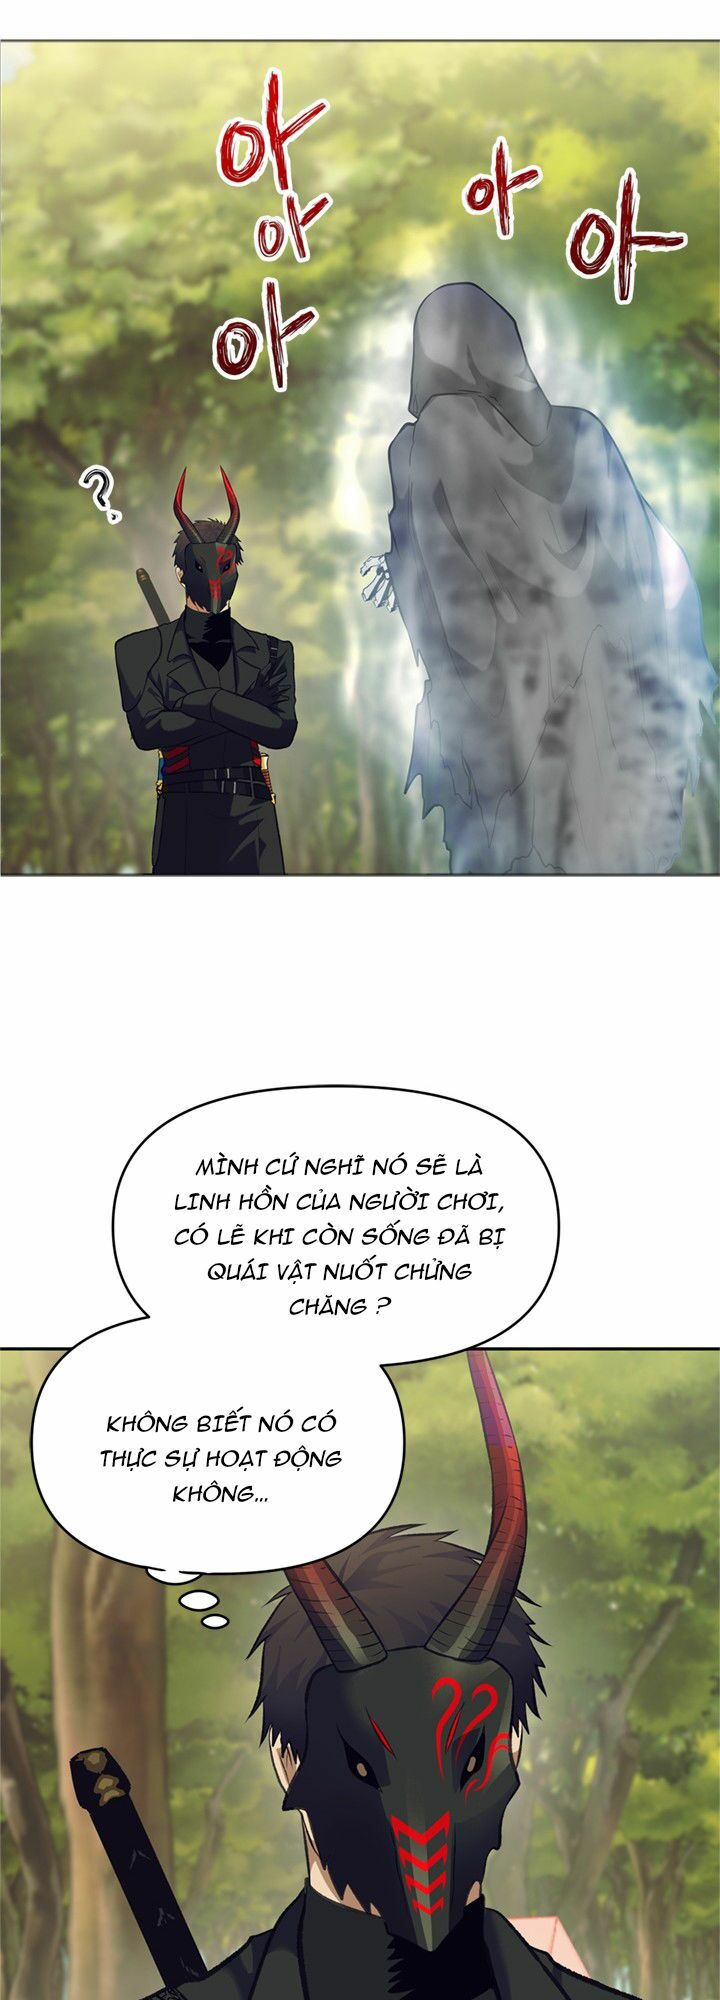 아
아
아
아
아
?
MÌNH CỨ NGHĨ NÓ SẼ LÀ
LINH HỒN CỦA NGƯỜI CHƠI,
CÓ LẼ KHI CÒN SỐNG ĐÃ BỊ
QUÁI VẬT NUỐT CHỬNG
CHĂNG ?
KHÔNG BIẾT NÓ CÓ
THỰC SỰ HOẠT ĐỘNG
KHÔNG...